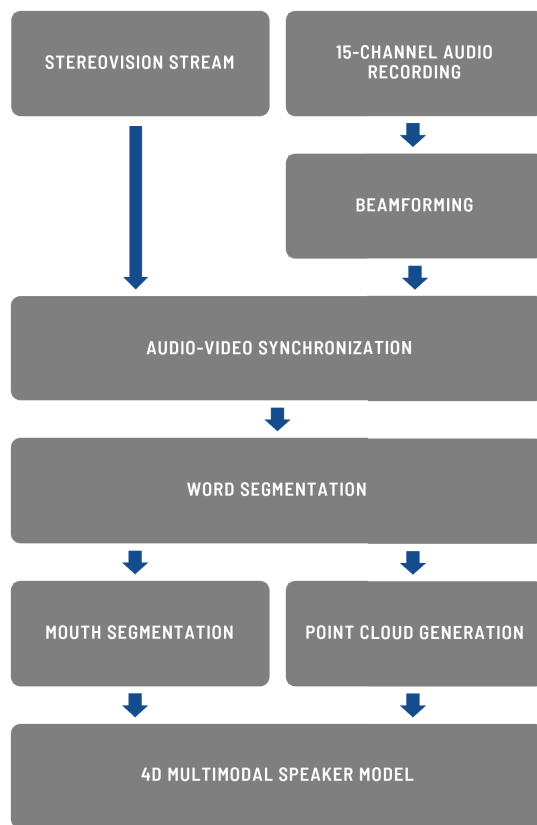 STEREOVISION STREAM
15-CHANNEL AUDIO
RECORDING
BEAMFORMING
AUDIO-VIDEO SYNCHRONIZATION
WORD SEGMENTATION
MOUTH SEGMENTATION
POINT CLOUD GENERATION
4D MULTIMODAL SPEAKER MODEL